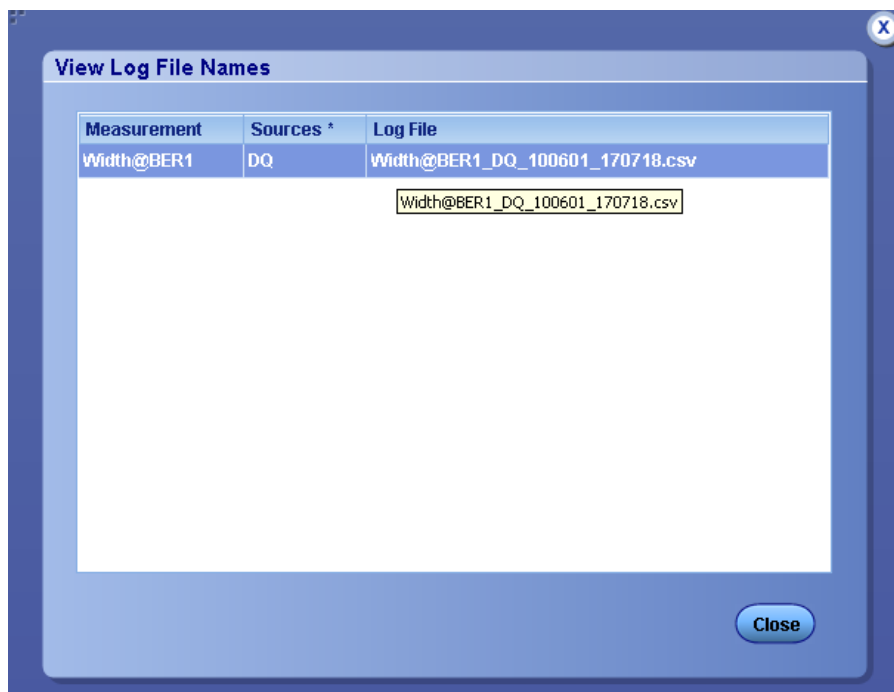 X
View Log File Names
Measurement Sources * Log File
Width@BER1 DQ Width@BER1_DQ_100601_170718.csv
Width@BER1_DQ_100601_170718.csv
Close